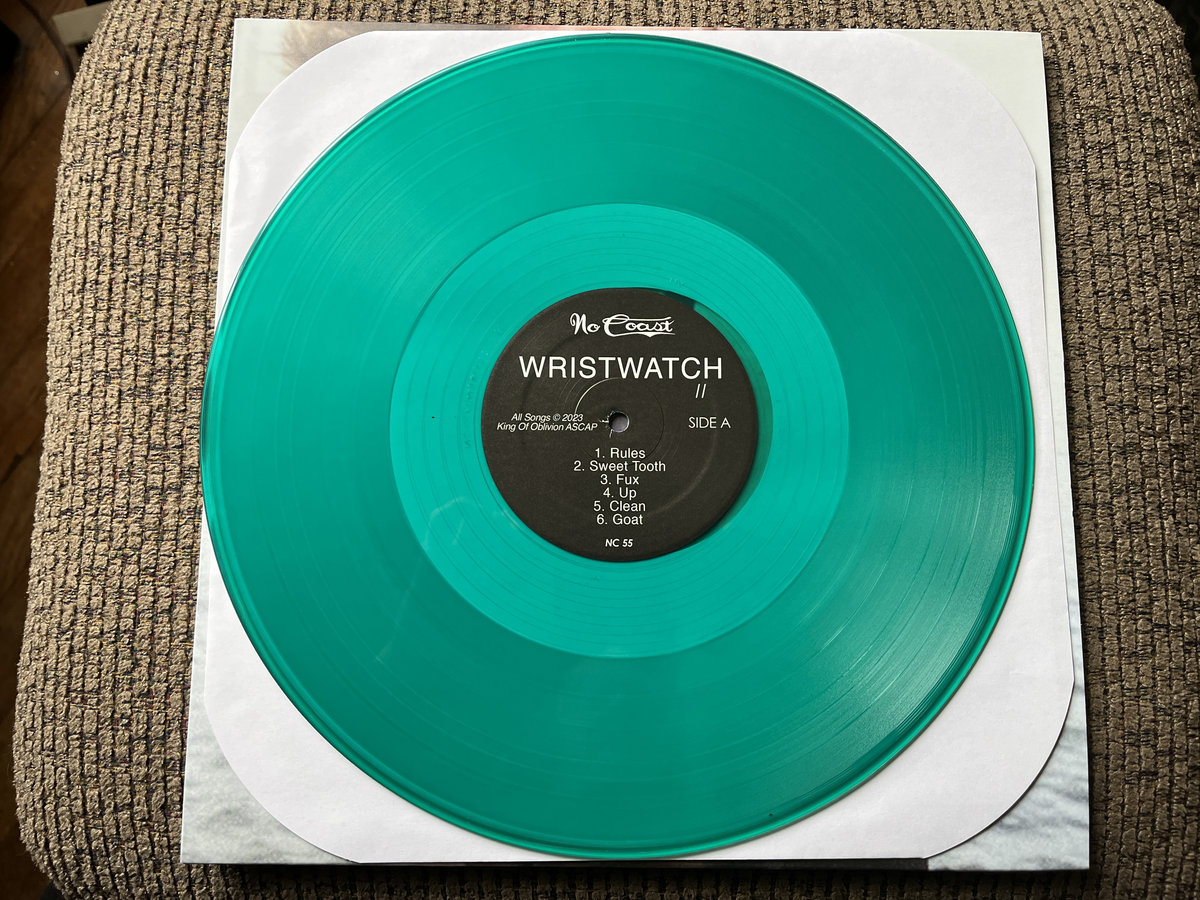 No Coast
WRISTWATCH
II
All Songs © 2023
King Of Oblivion ASCAP
SIDE A
1. Rules
2. Sweet Tooth
3. Fux
4. Up
5. Clean
6. Goat
NC 55